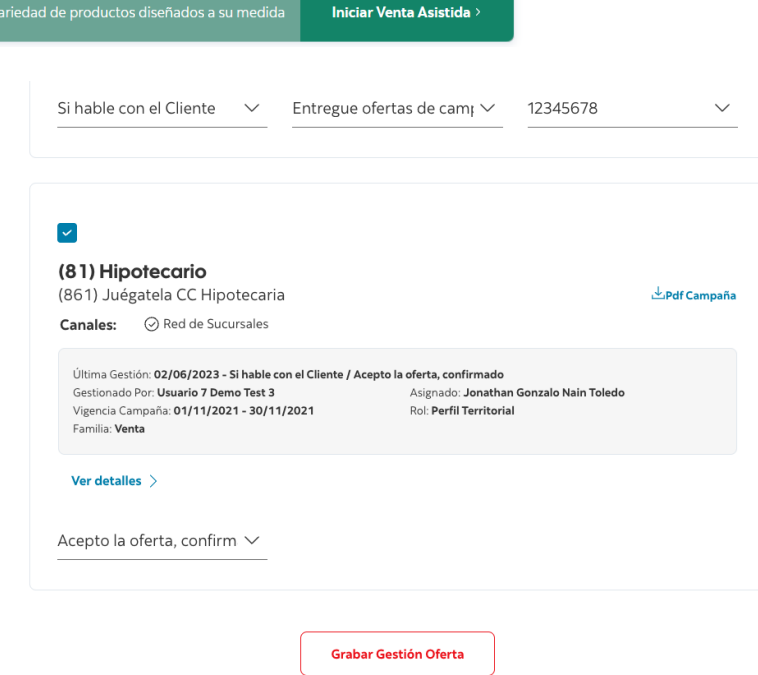 de productos diseñados a su medida
Iniciar Venta Asistida >
Si hable con el Cliente
Entregue ofertas de
12345678
(81) Hipotecario
(861) Juégatela CC Hipotecaria
Pdf Campaña
Canales: Red de Sucursales
Última Gestión: 02/06/2023 - Si hable con el Cliente / Acepto la oferta, confirmado
Gestionado Por: Usuario 7 Demo Test 3
Asignado: Jonathan Gonzalo Nain Toledo
Vigencia Campaña: 01/11/2021 - 30/11/2021
Rol: Perfil Territorial
Familia: Venta
Ver detalles
Acepto la oferta, confirm
Grabar Gestión Oferta